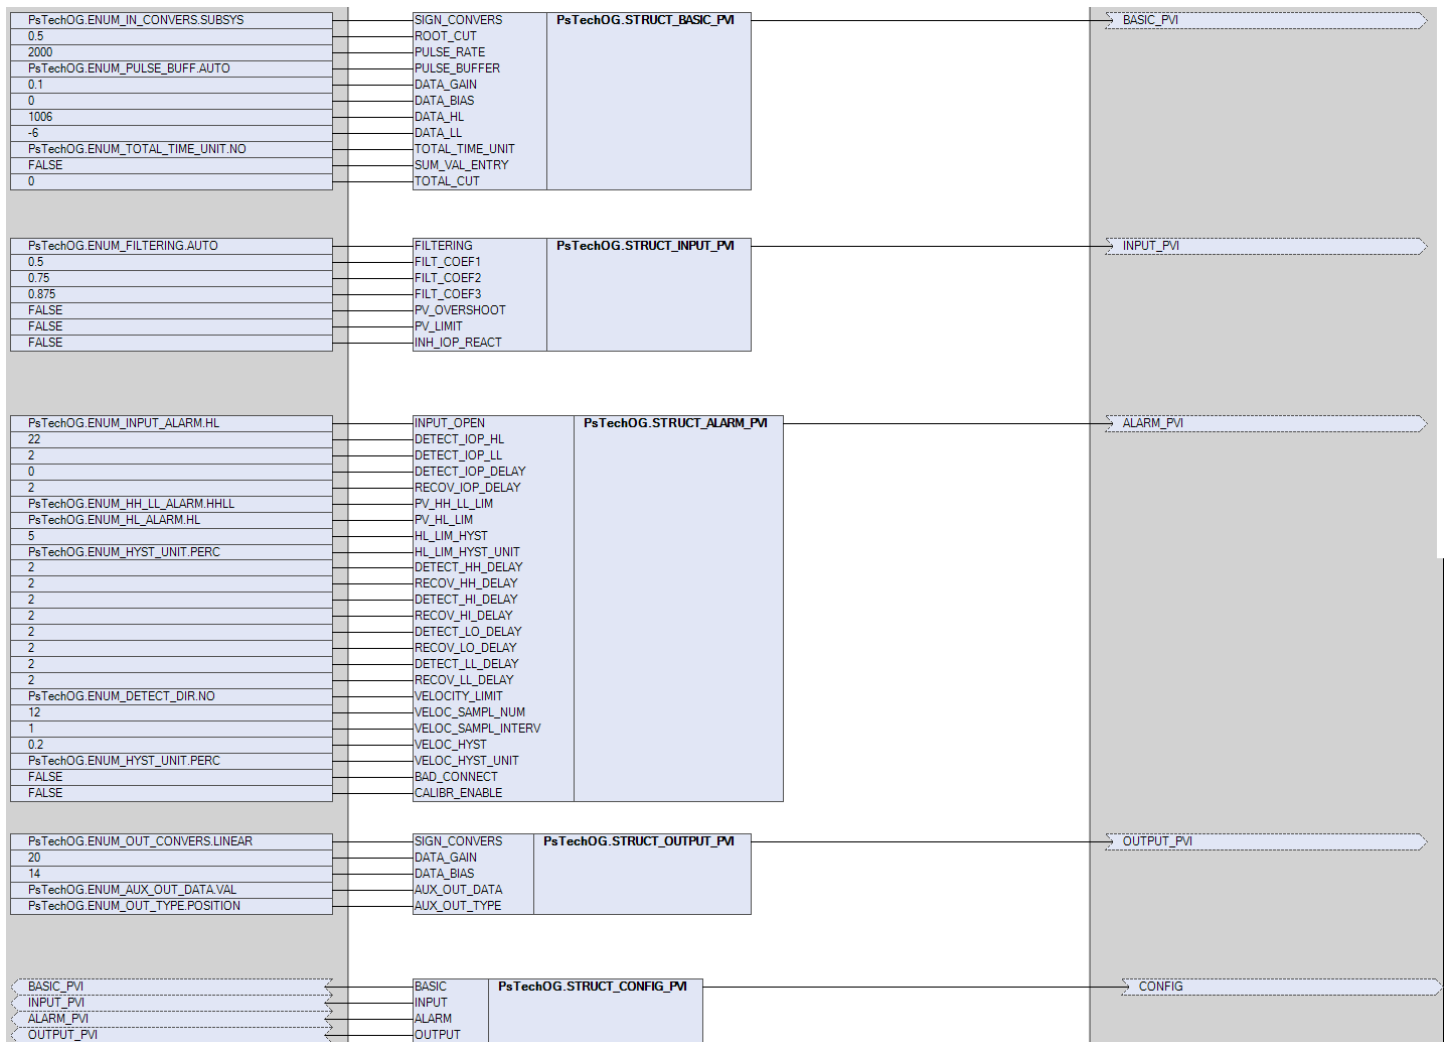 PsTechOG.ENUM_IN_CONVERS.SUBSYS SIGN_CONVERS PsTechOG.STRUCT_BASIC_PVI BASIC_PVI
0.5 ROOT_CUT
2000 PULSE_RATE
PsTechOG.ENUM_PULSE_BUFF.AUTO PULSE_BUFFER
0.1 DATA_GAIN
0 DATA_BIAS
1006 DATA_HL
-6 DATA_LL
PsTechOG.ENUM_TOTAL_TIME_UNIT.NO TOTAL_TIME_UNIT
FALSE SUM_VAL_ENTRY
0 TOTAL_CUT
PsTechOG.ENUM_FILTERING.AUTO FILTERING PsTechOG.STRUCT_INPUT_PVI INPUT_PVI
0.5 FILT_COEF1
0.75 FILT_COEF2
0.875 FILT_COEF3
FALSE PV_OVERSHOOT
FALSE PV_LIMIT
FALSE INH_IOP_REACT
PsTechOG.ENUM_INPUT_ALARM.HL INPUT_OPEN PsTechOG.STRUCT_ALARM_PVI ALARM_PVI
22 DETECT_IOP_HL
2 DETECT_IOP_LL
0 DETECT_IOP_DELAY
2 RECOV_IOP_DELAY
PsTechOG.ENUM_HH_LL_ALARM.HHLL PV_HH_LL_LIM
PsTechOG.ENUM_HL_ALARM.HL PV_HL_LIM
5 HL_LIM_HYST
PsTechOG.ENUM_HYST_UNIT.PERC HL_LIM_HYST_UNIT
2 DETECT_HH_DELAY
2 RECOV_HH_DELAY
2 DETECT_HI_DELAY
2 RECOV_HI_DELAY
2 DETECT_LO_DELAY
2 RECOV_LO_DELAY
2 DETECT_LL_DELAY
2 RECOV_LL_DELAY
PsTechOG.ENUM_DETECT_DIR.NO VELOCITY_LIMIT
12 VELOC_SAMPL_NUM
1 VELOC_SAMPL_INTERV
0.2 VELOC_HYST
PsTechOG.ENUM_HYST_UNIT.PERC VELOC_HYST_UNIT
FALSE BAD_CONNECT
FALSE CALIBR_ENABLE
PsTechOG.ENUM_OUT_CONVERS.LINEAR SIGN_CONVERS PsTechOG.STRUCT_OUTPUT_PVI OUTPUT_PVI
20 DATA_GAIN
14 DATA_BIAS
PsTechOG.ENUM_AUX_OUT_DATA.VAL AUX_OUT_DATA
PsTechOG.ENUM_OUT_TYPE.POSITION AUX_OUT_TYPE
BASIC_PVI BASIC PsTechOG.STRUCT_CONFIG_PVI CONFIG
INPUT_PVI INPUT
ALARM_PVI ALARM
OUTPUT_PVI OUTPUT